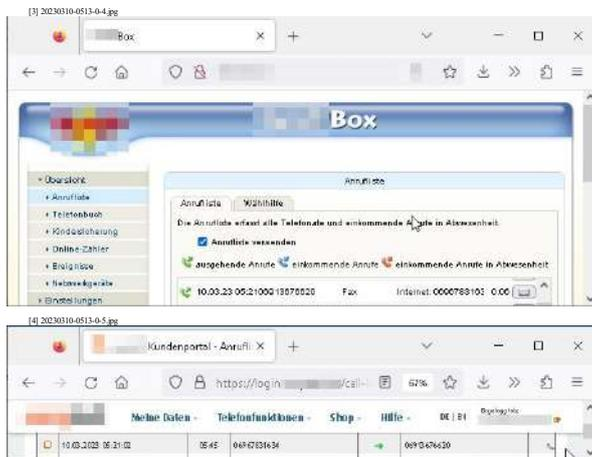 [3] 20230310-0513-0-4.jpg
Box
Box
Übersicht
Anrufliste
Anrufliste
Anrufliste Wählhilfe
Telefonbuch
Die Anrufliste erfasst alle Telefonate und einkommende Anrufe in Abwesenheit
Kindersicherung
Anrufliste versenden
Online-Zähler
ausgehende Anrufe einkommende Anrufe einkommende Anrufe in Abwesenheit
Ereignisse
Netzwerkgeräte
10.03.23 Fax Internet: 0.06
Einstellungen
[4] 20230310-0513-0-5.jpg
Kundenportal - Anrufli
https://login /call- 67%
Meine Daten Telefonfunktionen Shop Hilfe DE | EN
10.03.2023 05:21:02 05:45